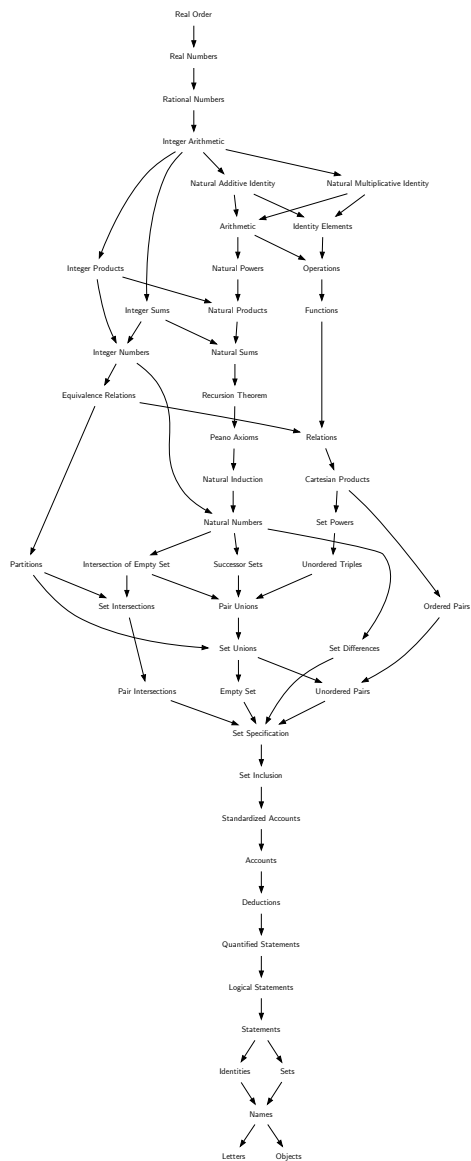 Real Order
Real Numbers
Rational Numbers
Integer Arithmetic
Natural Additive Identity
Natural Multiplicative Identity
Arithmetic
Identity Elements
Integer Products
Natural Powers
Operations
Integer Sums
Natural Products
Functions
Integer Numbers
Natural Sums
Equivalence Relations
Recursion Theorem
Peano Axioms
Relations
Natural Induction
Cartesian Products
Natural Numbers
Set Powers
Partitions
Intersection of Empty Set
Successor Sets
Unordered Triples
Set Intersections
Pair Unions
Ordered Pairs
Set Unions
Set Differences
Pair Intersections
Empty Set
Unordered Pairs
Set Specification
Set Inclusion
Standardized Accounts
Accounts
Deductions
Quantified Statements
Logical Statements
Statements
Identities
Sets
Names
Letters
Objects